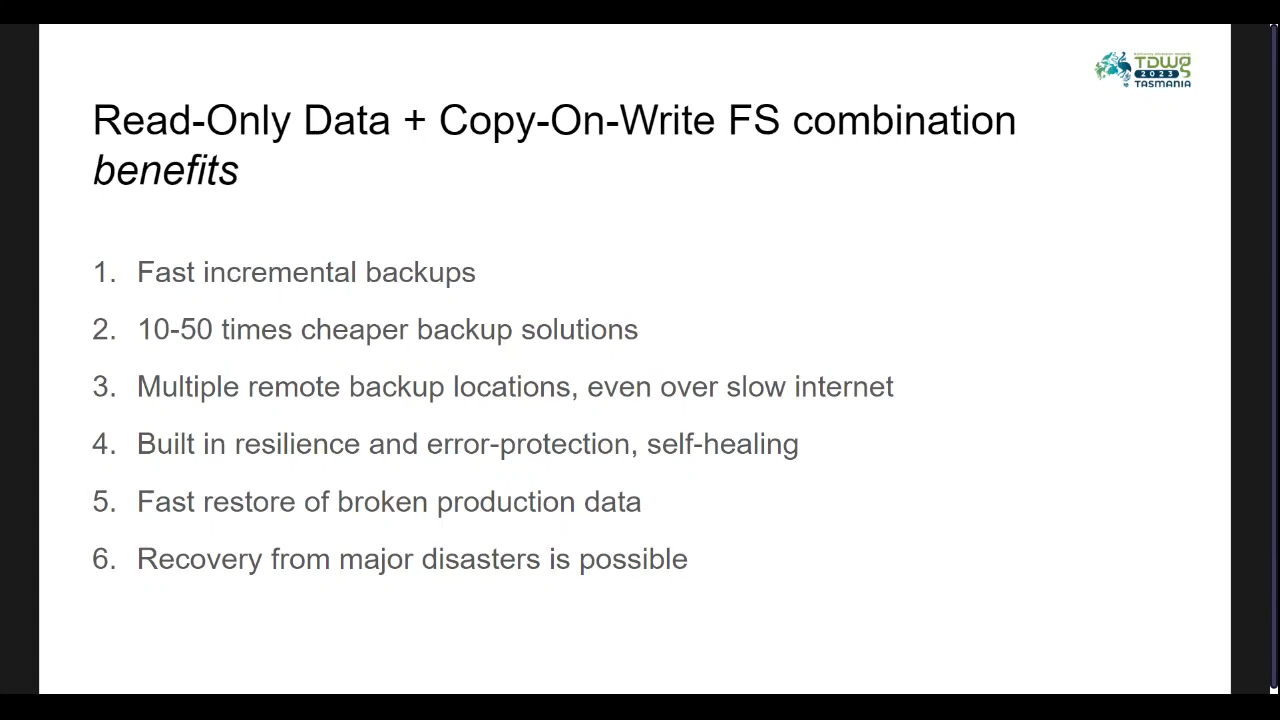 TDWG
2023
TASMANIA
Read-Only Data + Copy-On-Write FS combination
benefits
1. Fast incremental backups
2. 10-50 times cheaper backup solutions
3. Multiple remote backup locations, even over slow internet
4. Built in resilience and error-protection, self-healing
5. Fast restore of broken production data
6. Recovery from major disasters is possible